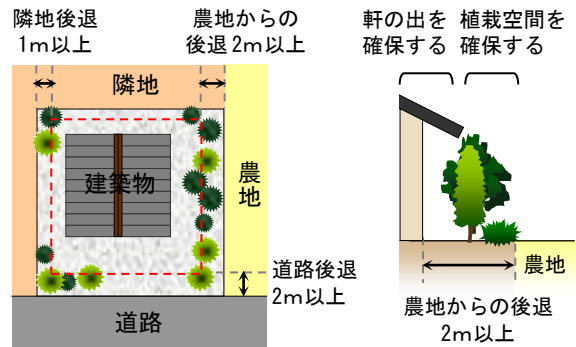 隣地後退
1m以上
農地からの
後退2m以上
隣地
建築物
農地
道路後退
2m以上
道路
軒の出を
確保する
植栽空間を
確保する
農地
農地からの後退
2m以上